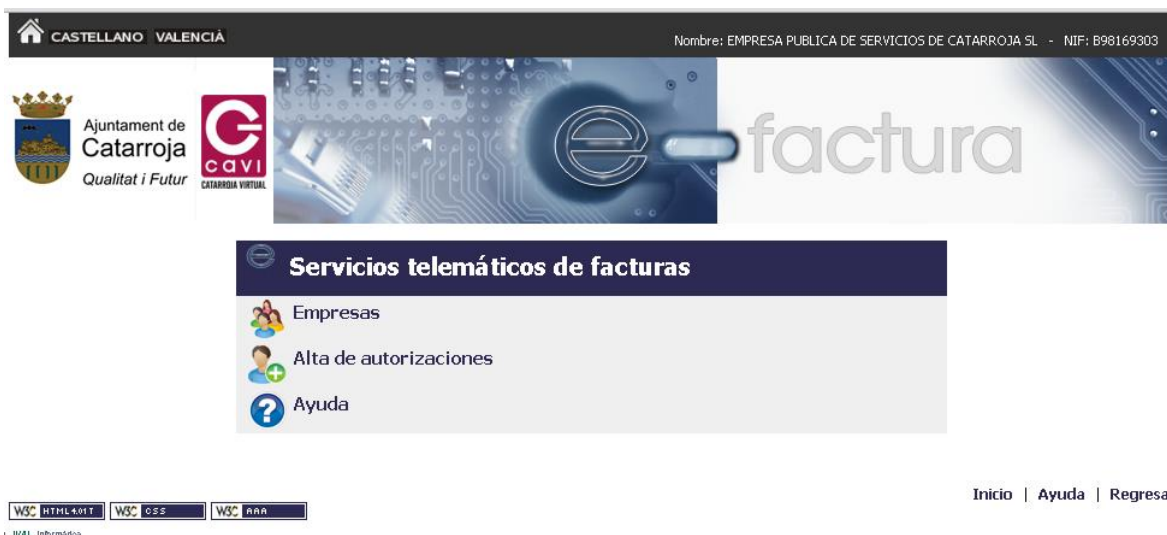 CASTELLANO VALENCIÀ
Nombre: EMPRESA PUBLICA DE SERVICIOS DE CATARROJA SL - NIF: B98169303
Ajuntament de
Catarroja
Qualitat i Futur
cavi
CATARROJA VIRTUAL
e factura
Servicios telemáticos de facturas
Empresas
Alta de autorizaciones
Ayuda
Inicio | Ayuda | Regresa
W3C HTML 4.01 T W3C CSS W3C AAA
Informática